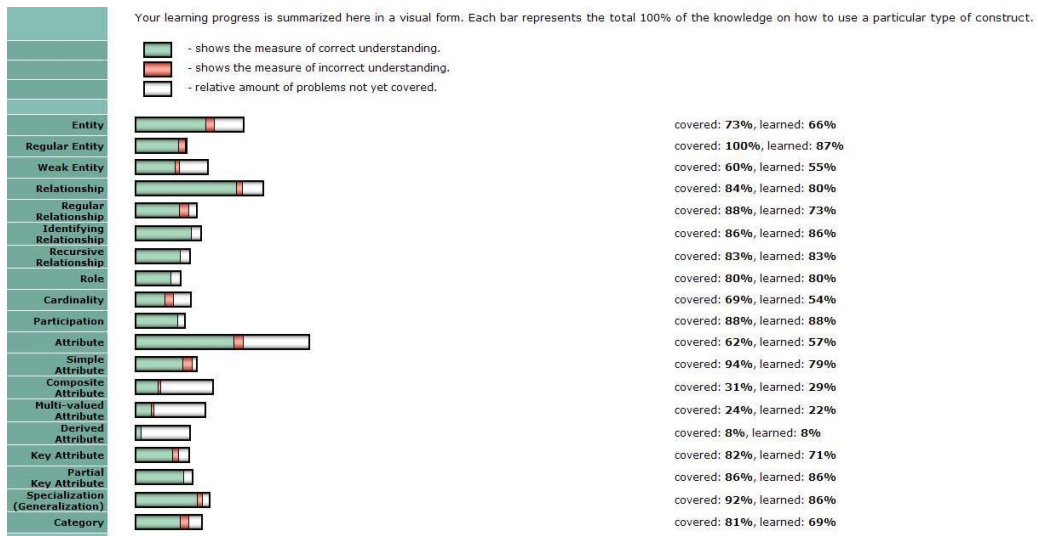 Your learning progress is summarized here in a visual form. Each bar represents the total 100% of the knowledge on how to use a particular type of construct.
- shows the measure of correct understanding.
- shows the measure of incorrect understanding.
- relative amount of problems not yet covered.
Entity covered: 73%, learned: 66%
Regular Entity covered: 100%, learned: 87%
Weak Entity covered: 60%, learned: 55%
Relationship covered: 84%, learned: 80%
Regular
Relationship covered: 88%, learned: 73%
Identifying
Relationship covered: 86%, learned: 86%
Recursive
Relationship covered: 83%, learned: 83%
Role covered: 80%, learned: 80%
Cardinality covered: 69%, learned: 54%
Participation covered: 88%, learned: 88%
Attribute covered: 62%, learned: 57%
Simple
Attribute covered: 94%, learned: 79%
Composite
Attribute covered: 31%, learned: 29%
Multi-valued
Attribute covered: 24%, learned: 22%
Derived
Attribute covered: 8%, learned: 8%
Key Attribute covered: 82%, learned: 71%
Partial
Key Attribute covered: 86%, learned: 86%
Specialization
(Generalization) covered: 92%, learned: 86%
Category covered: 81%, learned: 69%